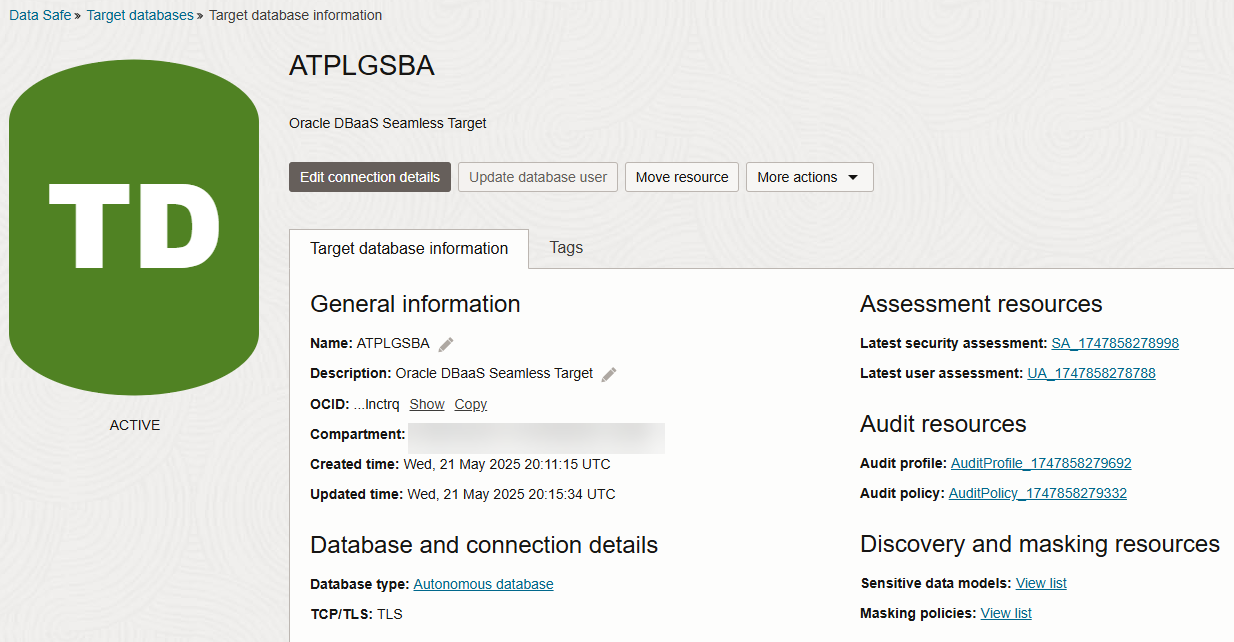 Data Safe » Target databases » Target database information
TD
ACTIVE
ATPLGSBA
Oracle DBaaS Seamless Target
Edit connection details Update database user Move resource More actions
Target database information Tags
General information
Name: ATPLGSBA
Description: Oracle DBaaS Seamless Target
OCID: ...lnctrq Show Copy
Compartment:
Created time: Wed, 21 May 2025 20:11:15 UTC
Updated time: Wed, 21 May 2025 20:15:34 UTC
Database and connection details
Database type: Autonomous database
TCP/TLS: TLS
Assessment resources
Latest security assessment: SA_1747858278998
Latest user assessment: UA_1747858278788
Audit resources
Audit profile: AuditProfile_1747858279692
Audit policy: AuditPolicy_1747858279332
Discovery and masking resources
Sensitive data models: View list
Masking policies: View list